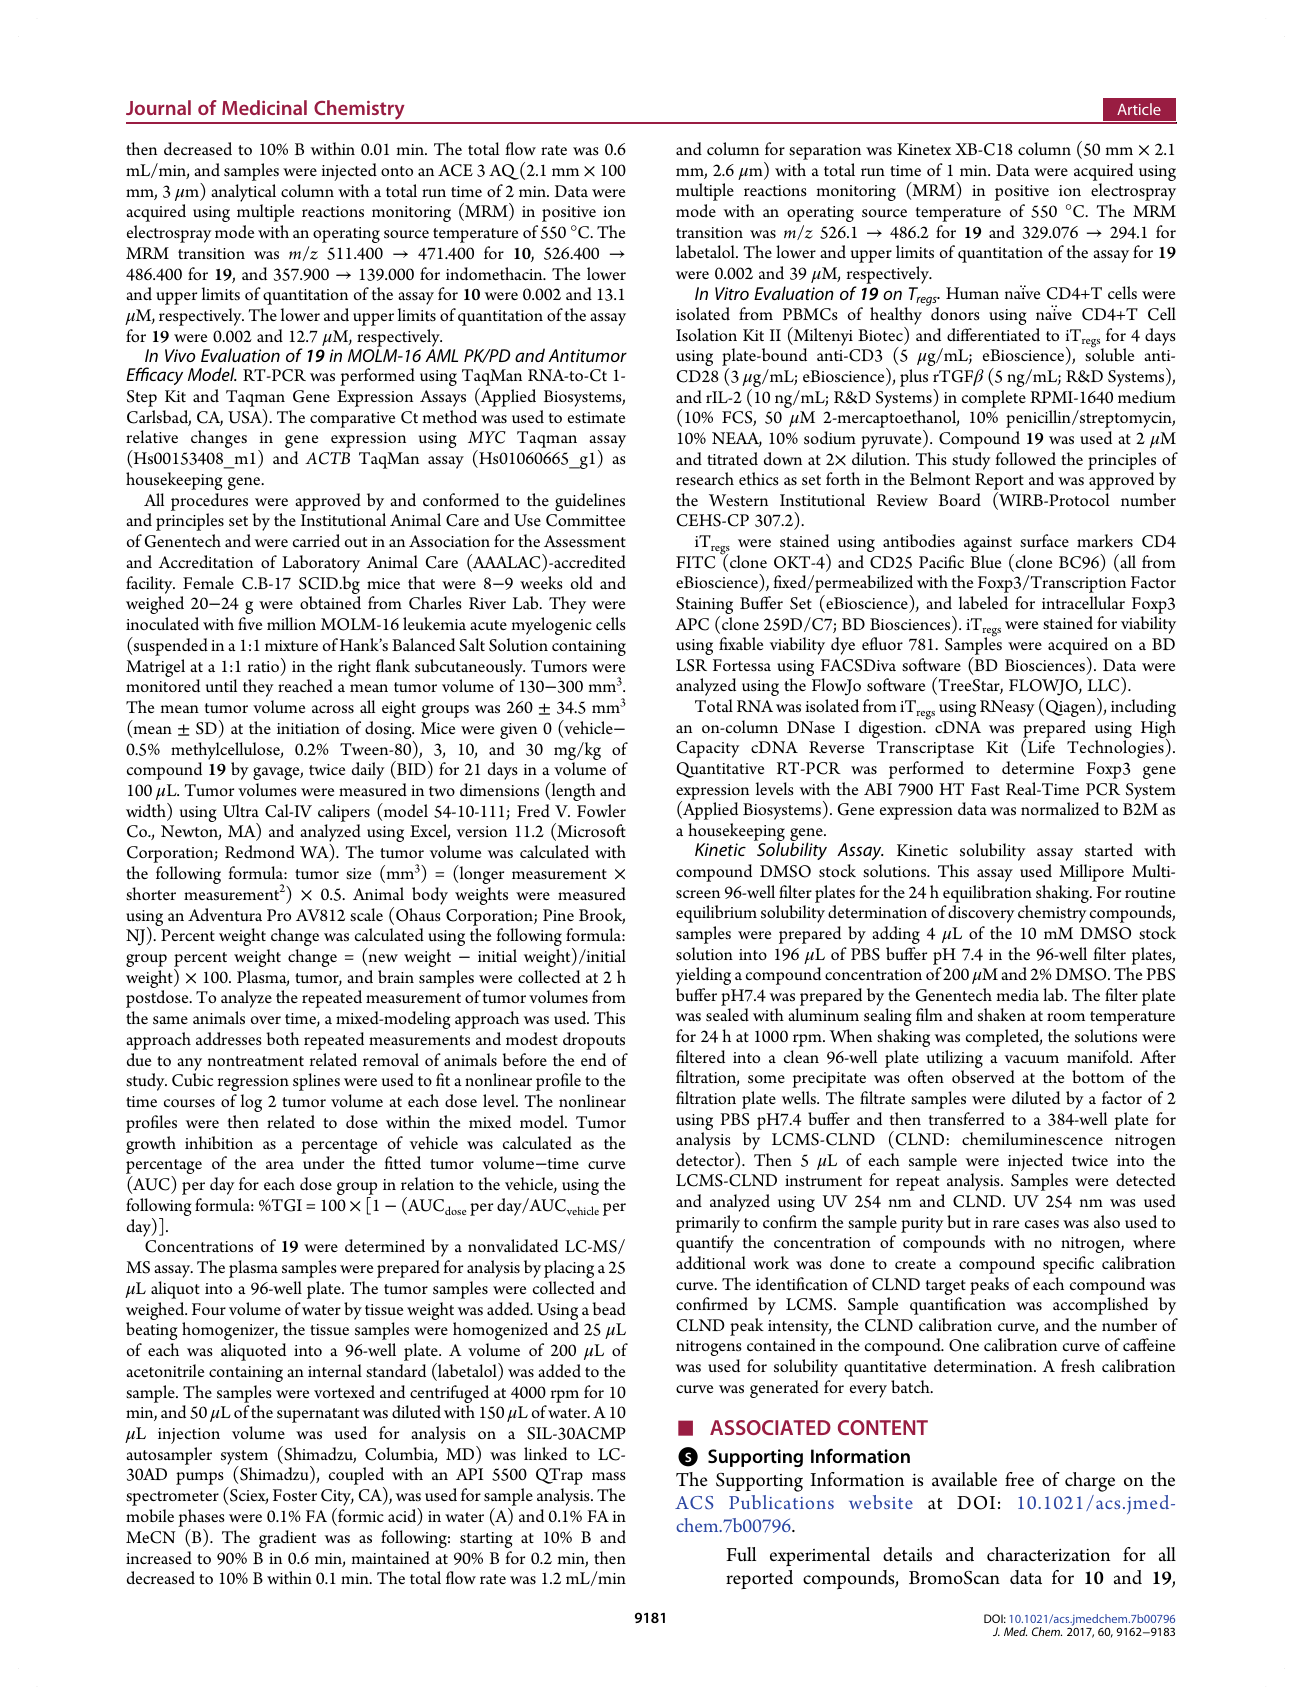 Journal of Medicinal Chemistry
Article
then decreased to 10% B within 0.01 min. The total flow rate was 0.6
mL/min, and samples were injected onto an ACE 3 AQ (2.1 mm × 100
mm, 3 μm) analytical column with a total run time of 2 min. Data were
acquired using multiple reactions monitoring (MRM) in positive ion
electrospray mode with an operating source temperature of 550 °C. The
MRM transition was m/z 511.400 → 471.400 for 10, 526.400 →
486.400 for 19, and 357.900 → 139.000 for indomethacin. The lower
and upper limits of quantitation of the assay for 10 were 0.002 and 13.1
μM, respectively. The lower and upper limits of quantitation of the assay
for 19 were 0.002 and 12.7 μM, respectively.
In Vivo Evaluation of 19 in MOLM-16 AML PK/PD and Antitumor
Efficacy Model. RT-PCR was performed using TaqMan RNA-to-Ct 1-
Step Kit and Taqman Gene Expression Assays (Applied Biosystems,
Carlsbad, CA, USA). The comparative Ct method was used to estimate
relative changes in gene expression using MYC Taqman assay
(Hs00153408_m1) and ACTB TaqMan assay (Hs01060665_g1) as
housekeeping gene.
All procedures were approved by and conformed to the guidelines
and principles set by the Institutional Animal Care and Use Committee
of Genentech and were carried out in an Association for the Assessment
and Accreditation of Laboratory Animal Care (AAALAC)-accredited
facility. Female C.B-17 SCID.bg mice that were 8−9 weeks old and
weighed 20−24 g were obtained from Charles River Lab. They were
inoculated with five million MOLM-16 leukemia acute myelogenic cells
(suspended in a 1:1 mixture of Hank's Balanced Salt Solution containing
Matrigel at a 1:1 ratio) in the right flank subcutaneously. Tumors were
monitored until they reached a mean tumor volume of 130−300 mm³.
The mean tumor volume across all eight groups was 260 ± 34.5 mm³
(mean ± SD) at the initiation of dosing. Mice were given 0 (vehicle−
0.5% methylcellulose, 0.2% Tween-80), 3, 10, and 30 mg/kg of
compound 19 by gavage, twice daily (BID) for 21 days in a volume of
100 μL. Tumor volumes were measured in two dimensions (length and
width) using Ultra Cal-IV calipers (model 54-10-111; Fred V. Fowler
Co., Newton, MA) and analyzed using Excel, version 11.2 (Microsoft
Corporation; Redmond WA). The tumor volume was calculated with
the following formula: tumor size (mm³) = (longer measurement ×
shorter measurement²) × 0.5. Animal body weights were measured
using an Adventura Pro AV812 scale (Ohaus Corporation; Pine Brook,
NJ). Percent weight change was calculated using the following formula:
group percent weight change = (new weight − initial weight)/initial
weight) × 100. Plasma, tumor, and brain samples were collected at 2 h
postdose. To analyze the repeated measurement of tumor volumes from
the same animals over time, a mixed-modeling approach was used. This
approach addresses both repeated measurements and modest dropouts
due to any nontreatment related removal of animals before the end of
study. Cubic regression splines were used to fit a nonlinear profile to the
time courses of log 2 tumor volume at each dose level. The nonlinear
profiles were then related to dose within the mixed model. Tumor
growth inhibition as a percentage of vehicle was calculated as the
percentage of the area under the fitted tumor volume−time curve
(AUC) per day for each dose group in relation to the vehicle, using the
following formula: %TGI = 100 × [1 − (AUCdose per day/AUCvehicle per
day)].
Concentrations of 19 were determined by a nonvalidated LC-MS/
MS assay. The plasma samples were prepared for analysis by placing a 25
μL aliquot into a 96-well plate. The tumor samples were collected and
weighed. Four volume of water by tissue weight was added. Using a bead
beating homogenizer, the tissue samples were homogenized and 25 μL
of each was aliquoted into a 96-well plate. A volume of 200 μL of
acetonitrile containing an internal standard (labetalol) was added to the
sample. The samples were vortexed and centrifuged at 4000 rpm for 10
min, and 50 μL of the supernatant was diluted with 150 μL of water. A 10
μL injection volume was used for analysis on a SIL-30ACMP
autosampler system (Shimadzu, Columbia, MD) was linked to LC-
30AD pumps (Shimadzu), coupled with an API 5500 QTrap mass
spectrometer (Sciex, Foster City, CA), was used for sample analysis. The
mobile phases were 0.1% FA (formic acid) in water (A) and 0.1% FA in
MeCN (B). The gradient was as following: starting at 10% B and
increased to 90% B in 0.6 min, maintained at 90% B for 0.2 min, then
decreased to 10% B within 0.1 min. The total flow rate was 1.2 mL/min
and column for separation was Kinetex XB-C18 column (50 mm × 2.1
mm, 2.6 μm) with a total run time of 1 min. Data were acquired using
multiple reactions monitoring (MRM) in positive ion electrospray
mode with an operating source temperature of 550 °C. The MRM
transition was m/z 526.1 → 486.2 for 19 and 329.076 → 294.1 for
labetalol. The lower and upper limits of quantitation of the assay for 19
were 0.002 and 39 μM, respectively.
In Vitro Evaluation of 19 on Tregs. Human naïve CD4+T cells were
isolated from PBMCs of healthy donors using naïve CD4+T Cell
Isolation Kit II (Miltenyi Biotec) and differentiated to iTregs for 4 days
using plate-bound anti-CD3 (5 μg/mL; eBioscience), soluble anti-
CD28 (3 μg/mL; eBioscience), plus rTGFβ (5 ng/mL; R&D Systems),
and rIL-2 (10 ng/mL; R&D Systems) in complete RPMI-1640 medium
(10% FCS, 50 μM 2-mercaptoethanol, 10% penicillin/streptomycin,
10% NEAA, 10% sodium pyruvate). Compound 19 was used at 2 μM
and titrated down at 2× dilution. This study followed the principles of
research ethics as set forth in the Belmont Report and was approved by
the Western Institutional Review Board (WIRB-Protocol number
CEHS-CP 307.2).
iTregs were stained using antibodies against surface markers CD4
FITC (clone OKT-4) and CD25 Pacific Blue (clone BC96) (all from
eBioscience), fixed/permeabilized with the Foxp3/Transcription Factor
Staining Buffer Set (eBioscience), and labeled for intracellular Foxp3
APC (clone 259D/C7; BD Biosciences). iTregs were stained for viability
using fixable viability dye efluor 781. Samples were acquired on a BD
LSR Fortessa using FACSDiva software (BD Biosciences). Data were
analyzed using the FlowJo software (TreeStar, FLOWJO, LLC).
Total RNA was isolated from iTregs using RNeasy (Qiagen), including
an on-column DNase I digestion. cDNA was prepared using High
Capacity cDNA Reverse Transcriptase Kit (Life Technologies).
Quantitative RT-PCR was performed to determine Foxp3 gene
expression levels with the ABI 7900 HT Fast Real-Time PCR System
(Applied Biosystems). Gene expression data was normalized to B2M as
a housekeeping gene.
Kinetic Solubility Assay. Kinetic solubility assay started with
compound DMSO stock solutions. This assay used Millipore Multi-
screen 96-well filter plates for the 24 h equilibration shaking. For routine
equilibrium solubility determination of discovery chemistry compounds,
samples were prepared by adding 4 μL of the 10 mM DMSO stock
solution into 196 μL of PBS buffer pH 7.4 in the 96-well filter plates,
yielding a compound concentration of 200 μM and 2% DMSO. The PBS
buffer pH7.4 was prepared by the Genentech media lab. The filter plate
was sealed with aluminum sealing film and shaken at room temperature
for 24 h at 1000 rpm. When shaking was completed, the solutions were
filtered into a clean 96-well plate utilizing a vacuum manifold. After
filtration, some precipitate was often observed at the bottom of the
filtration plate wells. The filtrate samples were diluted by a factor of 2
using PBS pH7.4 buffer and then transferred to a 384-well plate for
analysis by LCMS-CLND (CLND: chemiluminescence nitrogen
detector). Then 5 μL of each sample were injected twice into the
LCMS-CLND instrument for repeat analysis. Samples were detected
and analyzed using UV 254 nm and CLND. UV 254 nm was used
primarily to confirm the sample purity but in rare cases was also used to
quantify the concentration of compounds with no nitrogen, where
additional work was done to create a compound specific calibration
curve. The identification of CLND target peaks of each compound was
confirmed by LCMS. Sample quantification was accomplished by
CLND peak intensity, the CLND calibration curve, and the number of
nitrogens contained in the compound. One calibration curve of caffeine
was used for solubility quantitative determination. A fresh calibration
curve was generated for every batch.
■ ASSOCIATED CONTENT
S Supporting Information
The Supporting Information is available free of charge on the
ACS Publications website at DOI: 10.1021/acs.jmed-
chem.7b00796.
Full experimental details and characterization for all
reported compounds, BromoScan data for 10 and 19,
9181
DOI: 10.1021/acs.jmedchem.7b00796
J. Med. Chem. 2017, 60, 9162−9183